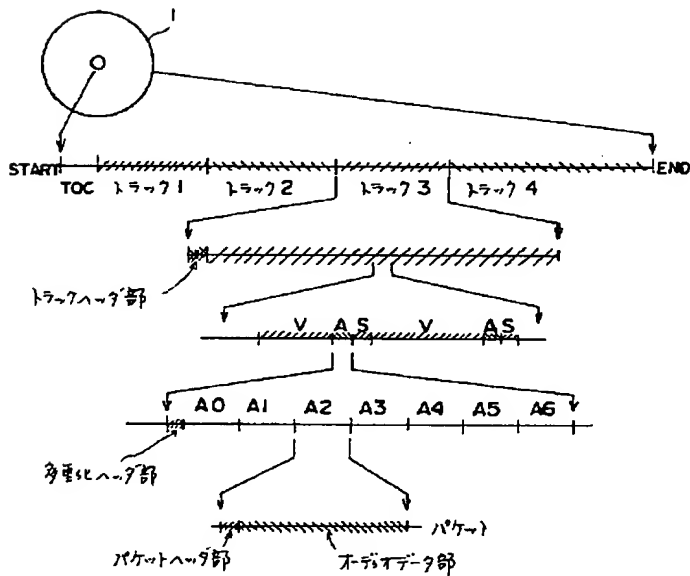 1
START
END
TOC トラック1 トラック2 トラック3 トラック4
トラックヘッダ部
V A S V A S
A0 A1 A2 A3 A4 A5 A6
多重化ヘッダ部
パケット
パケットヘッダ部 オーディオデータ部